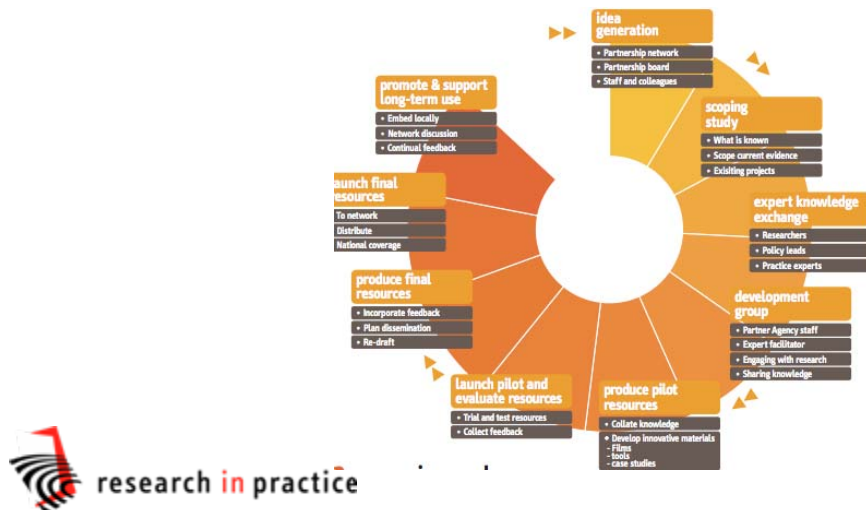 idea
generation
• Partnership network
• Partnership board
• Staff and colleagues
scoping
study
• What is known
• Scope current evidence
• Exisiting projects
expert knowledge
exchange
• Researchers
• Policy leads
• Practice experts
development
group
• Partner Agency staff
• Expert facilitator
• Engaging with research
• Sharing knowledge
produce pilot
resources
• Collate knowledge
• Develop innovative materials
- Films
- tools
- case studies
launch pilot and
evaluate resources
• Trial and test resources
• Collect feedback
produce final
resources
• Incorporate feedback
• Plan dissemination
• Re-draft
aunch final
esources
To network
Distribute
National coverage
promote & support
long-term use
• Embed locally
• Network discussion
• Continual feedback
research in practice